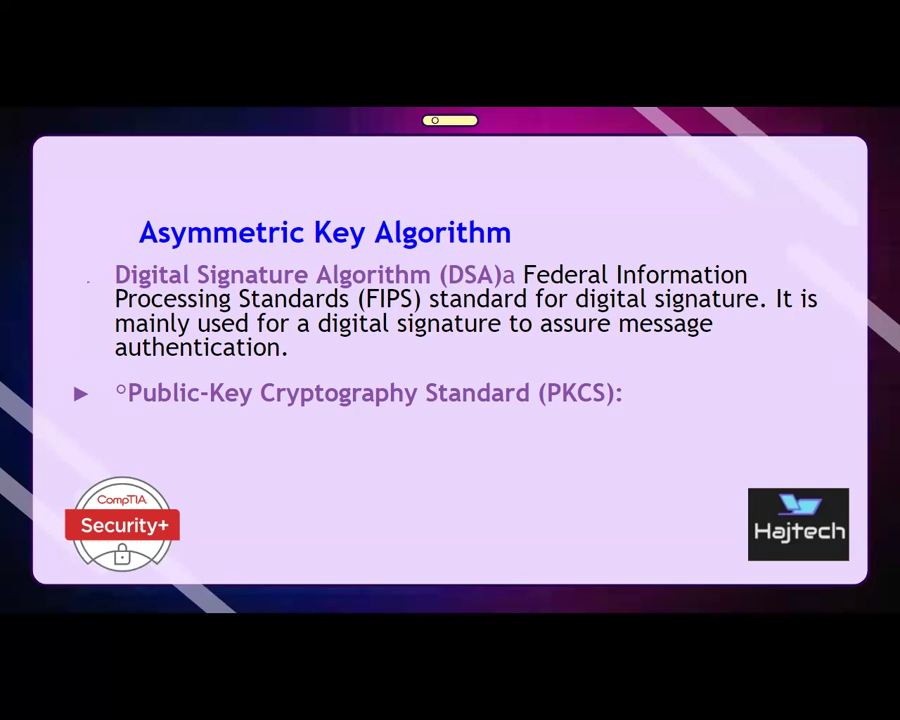 Asymmetric Key Algorithm
Digital Signature Algorithm (DSA)a Federal Information
Processing Standards (FIPS) standard for digital signature. It is
mainly used for a digital signature to assure message
authentication.
► °Public-Key Cryptography Standard (PKCS):
CompTIA
Security+
Hajtech